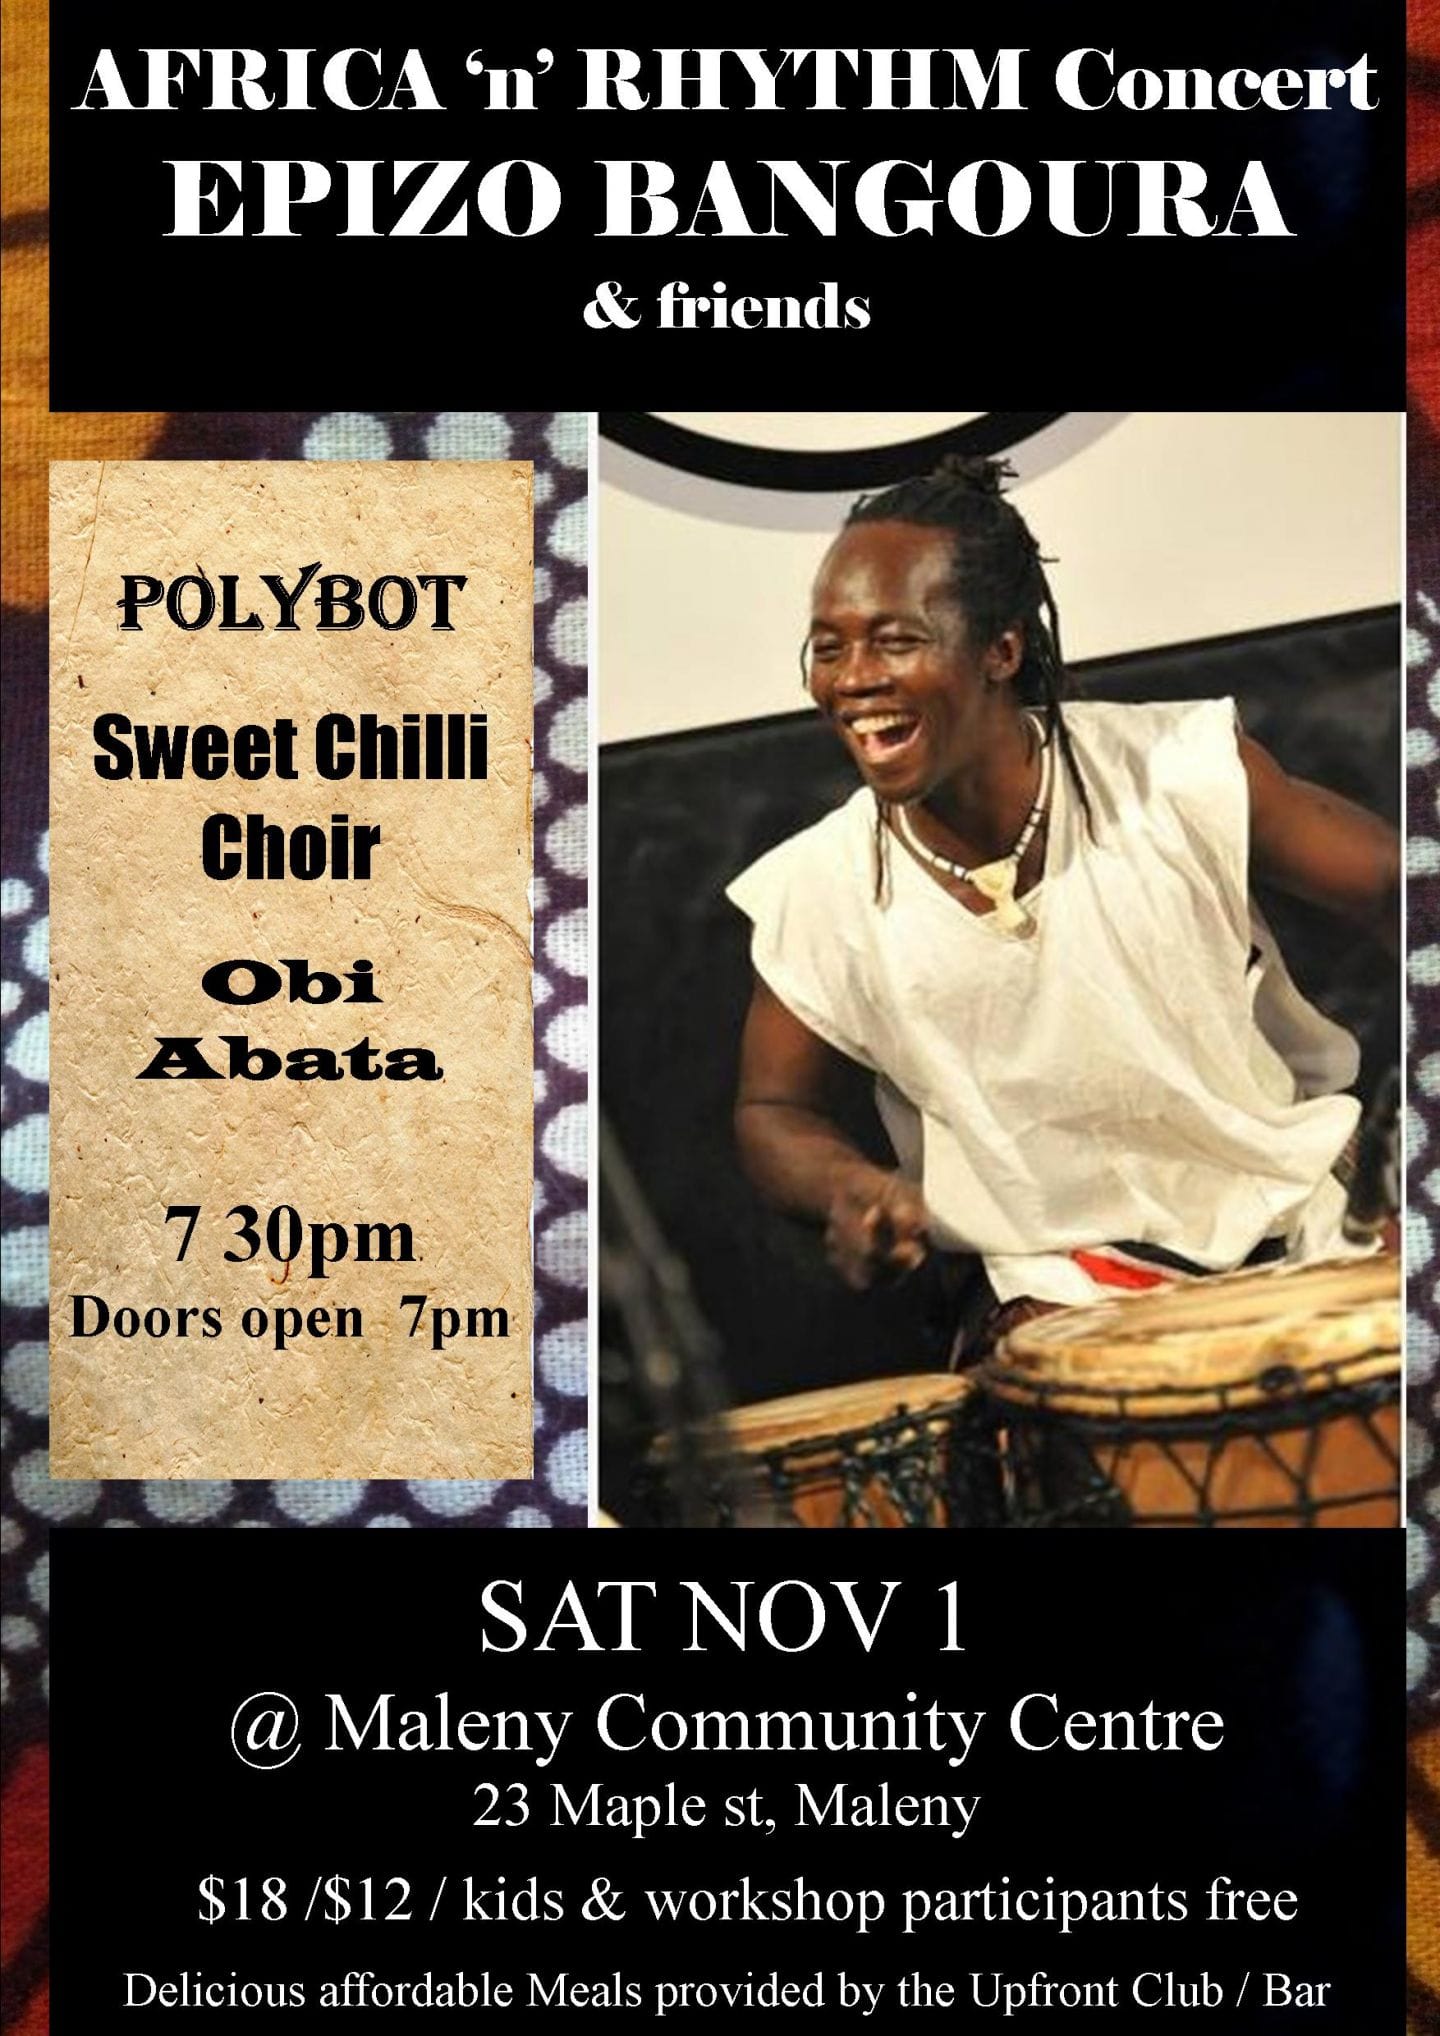 AFRICA ‘n’ RHYTHM Concert
EPIZO BANGOURA
& friends
POLYBOT
Sweet Chilli
Choir
Obi
Abata
7 30pm
Doors open 7pm
SAT NOV 1
@ Maleny Community Centre
23 Maple st, Maleny
$18 /$12 / kids & workshop participants free
Delicious affordable Meals provided by the Upfront Club / Bar